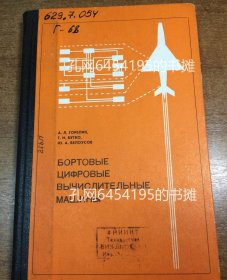 629.7.054
Г-68
А. Л. ГОРЕЛИК,
Г. И. БУТКО,
Ю. А. БЕЛОУСОВ
БОРТОВЫЕ
ЦИФРОВЫЕ
ВЫЧИСЛИТЕЛЬНЫЕ
МАШИНЫ
孔网6454195的书摊
孔网6454195的书摊